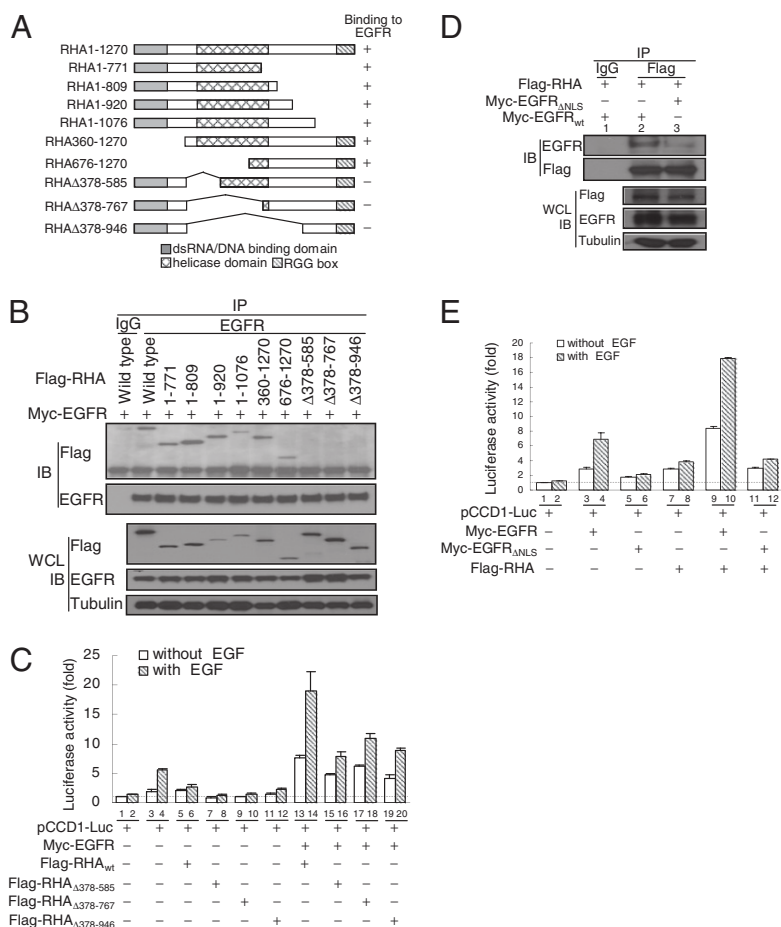 A
Binding to
EGFR
RHA1-1270 +
RHA1-771 +
RHA1-809 +
RHA1-920 +
RHA1-1076 +
RHA360-1270 +
RHA676-1270 +
RHAΔ378-585 −
RHAΔ378-767 −
RHAΔ378-946 −
dsRNA/DNA binding domain
helicase domain RGG box
B
IP
IgG EGFR
Flag-RHA Wild type Wild type 1-771 1-809 1-920 1-1076 360-1270 676-1270 Δ378-585 Δ378-767 Δ378-946
Myc-EGFR + + + + + + + + + + +
IB Flag
EGFR
WCL IB Flag
EGFR
Tubulin
C
without EGF
with EGF
Luciferase activity (fold)
25
20
15
10
5
0
1 2 3 4 5 6 7 8 9 10 11 12 13 14 15 16 17 18 19 20
pCCD1-Luc + + + + + + + + + +
Myc-EGFR − − − − − − + + + +
Flag-RHAwt − − + − − − + − − −
Flag-RHAΔ378-585 − − − + − − − + − −
Flag-RHAΔ378-767 − − − − + − − − + −
Flag-RHAΔ378-946 − − − − − + − − − +
D
IP
IgG Flag
Flag-RHA + + +
Myc-EGFRΔNLS − − +
Myc-EGFRwt + + −
1 2 3
IB EGFR
Flag
WCL IB Flag
EGFR
Tubulin
E
without EGF
with EGF
Luciferase activity (fold)
20
18
16
14
12
10
8
6
4
2
0
1 2 3 4 5 6 7 8 9 10 11 12
pCCD1-Luc + + + + + +
Myc-EGFR − + − − + −
Myc-EGFRΔNLS − − + − − +
Flag-RHA − − − + + +